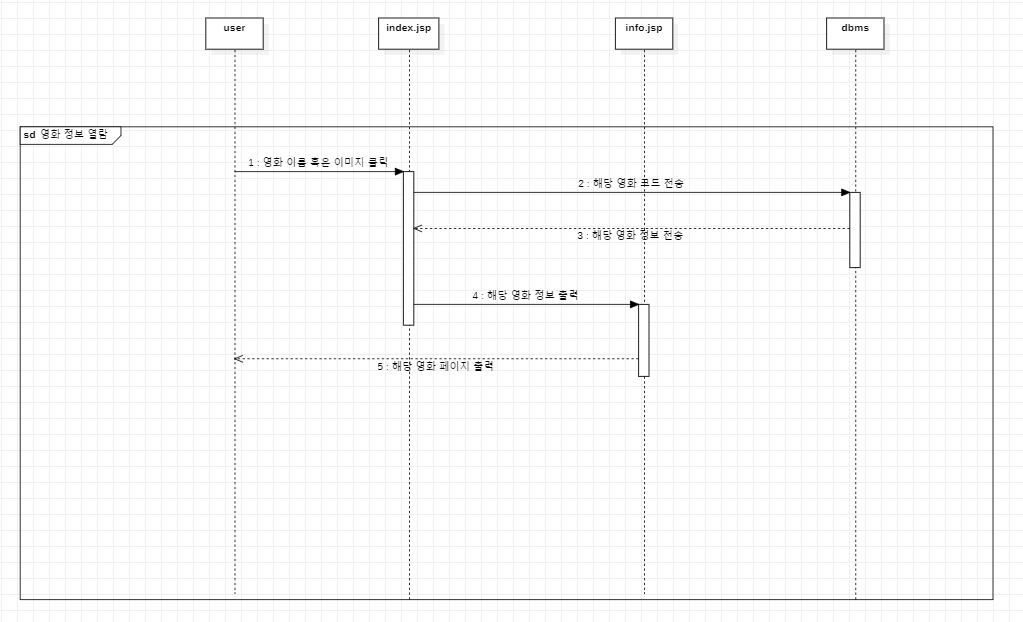 user
index.jsp
info.jsp
dbms
sd 영화 정보 열람
1 : 영화 이름 혹은 이미지 클릭
2 : 해당 영화 코드 전송
3 : 해당 영화 정보 전송
4 : 해당 영화 정보 출력
5 : 해당 영화 페이지 출력